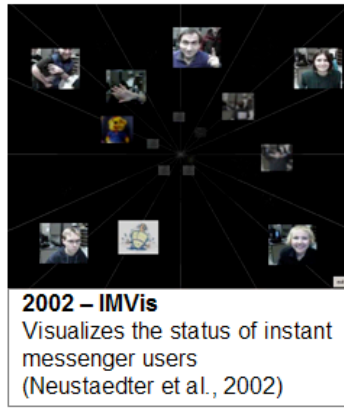 2002 – IMVis
Visualizes the status of instant
messenger users
(Neustaedter et al., 2002)